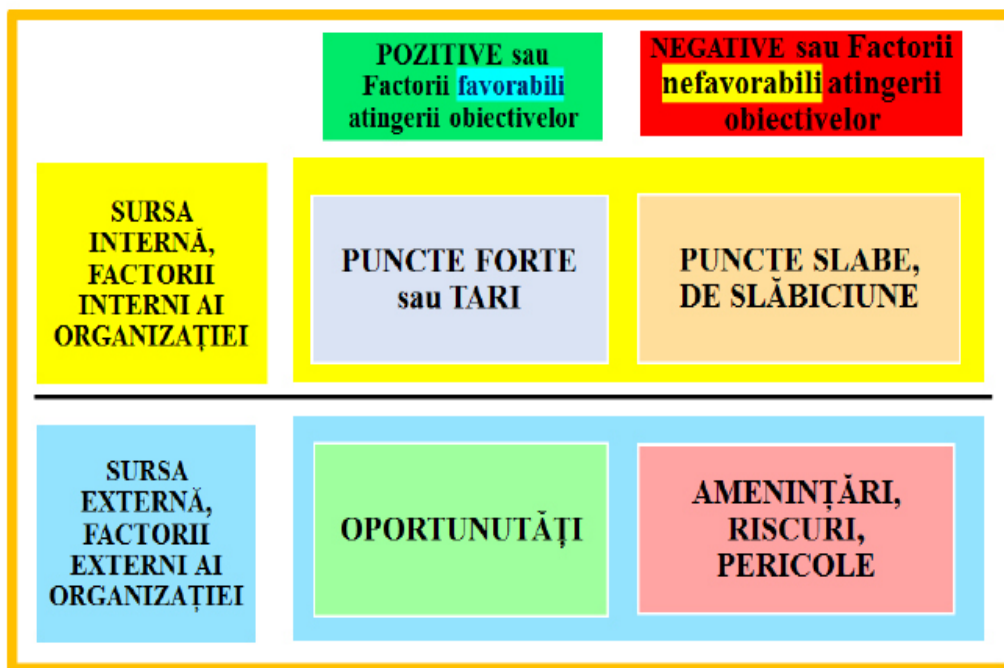 POZITIVE sau
Factorii favorabili
atingerii obiectivelor
NEGATIVE sau Factorii
nefavorabili atingerii
obiectivelor
SURSA
INTERNĂ,
FACTORII
INTERNI AI
ORGANIZAȚIEI
PUNCTE FORTE
sau TARI
PUNCTE SLABE,
DE SLĂBICIUNE
SURSA
EXTERNĂ,
FACTORII
EXTERNI AI
ORGANIZAȚIEI
OPORTUNUTĂȚI
AMENINȚĂRI,
RISCURI,
PERICOLE